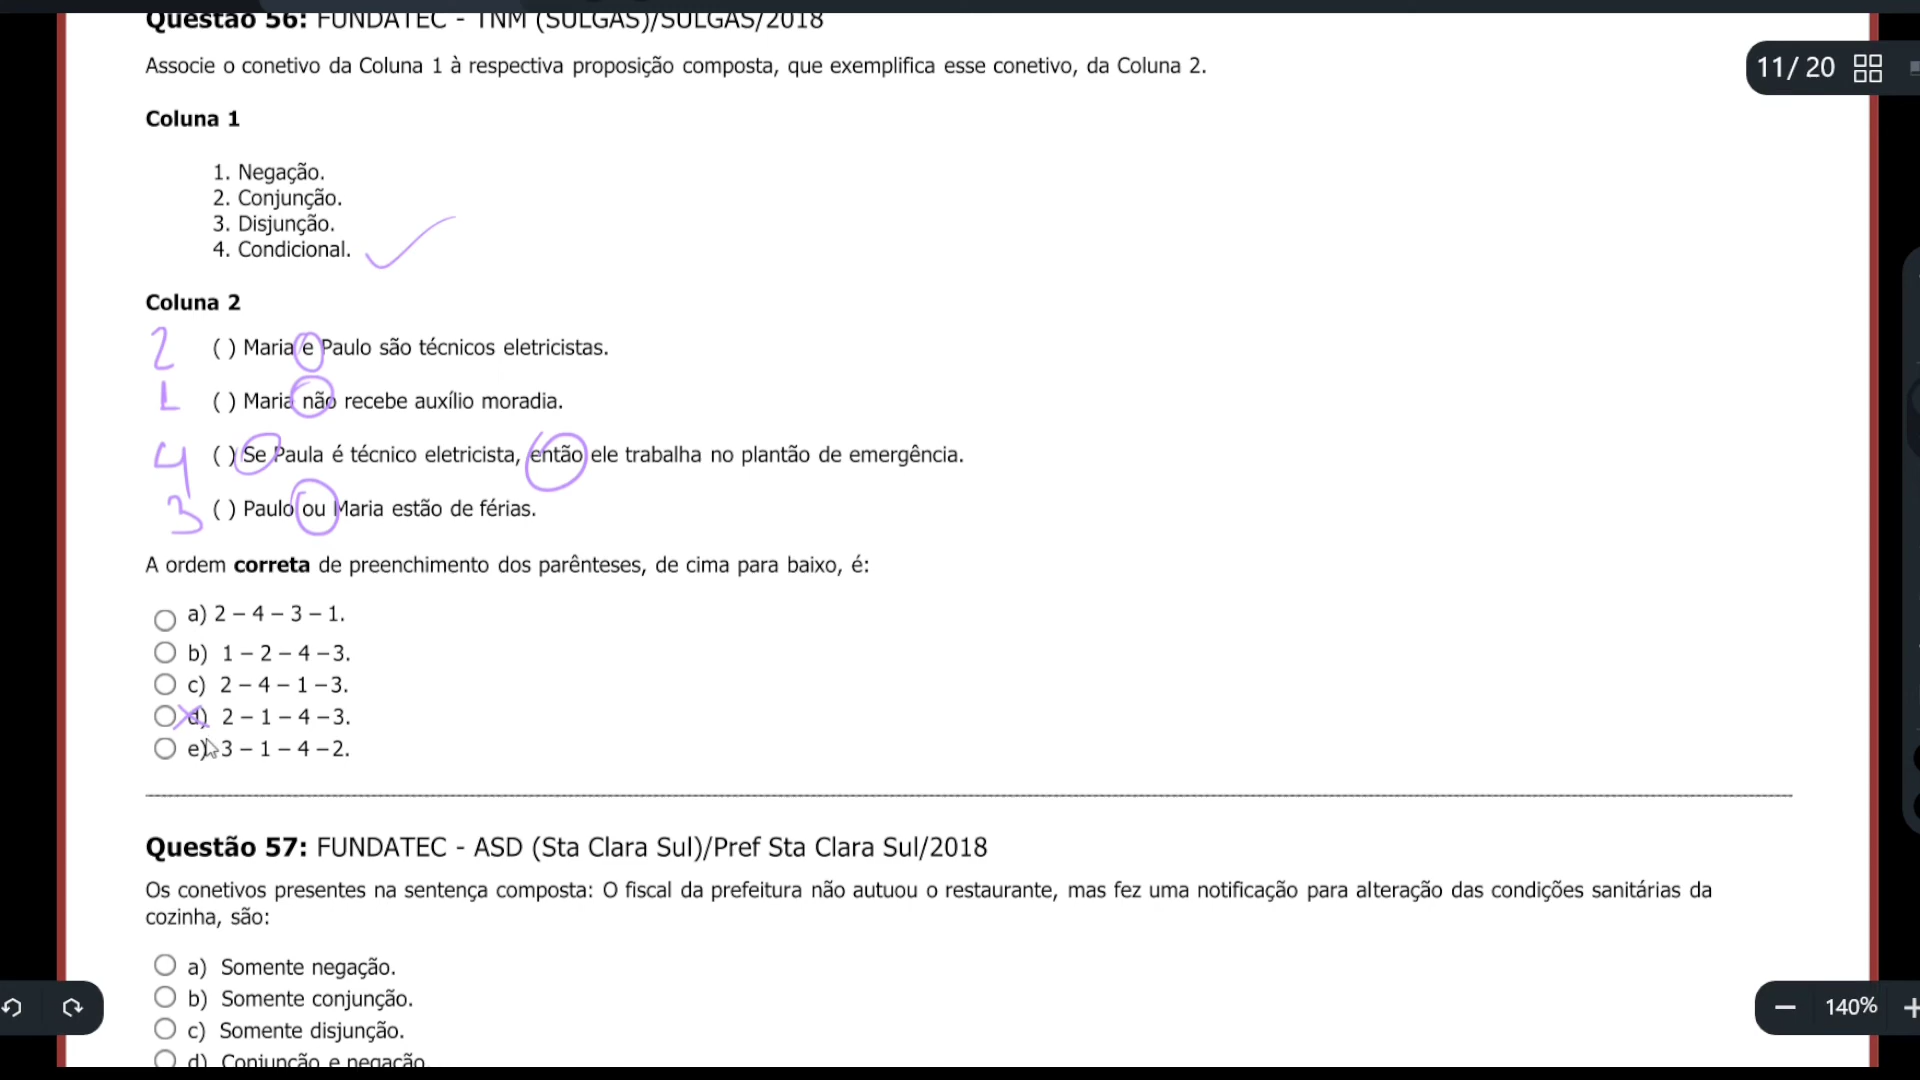 Questão 56: FUNDATEC - TNM (SULGÁS)/SULGÁS/2018
11/ 20
Associe o conetivo da Coluna 1 à respectiva proposição composta, que exemplifica esse conetivo, da Coluna 2.
Coluna 1
1. Negação.
2. Conjunção.
3. Disjunção.
4. Condicional.
Coluna 2
2 ( ) Maria e Paulo são técnicos eletricistas.
1 ( ) Maria não recebe auxílio moradia.
4 ( ) Se Paula é técnico eletricista, então ele trabalha no plantão de emergência.
3 ( ) Paulo ou Maria estão de férias.
A ordem correta de preenchimento dos parênteses, de cima para baixo, é:
a) 2 – 4 – 3 – 1.
b) 1 – 2 – 4 –3.
c) 2 – 4 – 1 –3.
d) 2 – 1 – 4 –3.
e) 3 – 1 – 4 –2.
Questão 57: FUNDATEC - ASD (Sta Clara Sul)/Pref Sta Clara Sul/2018
Os conetivos presentes na sentença composta: O fiscal da prefeitura não autuou o restaurante, mas fez uma notificação para alteração das condições sanitárias da
cozinha, são:
a) Somente negação.
b) Somente conjunção.
c) Somente disjunção.
d) Conjunção e negação
140%